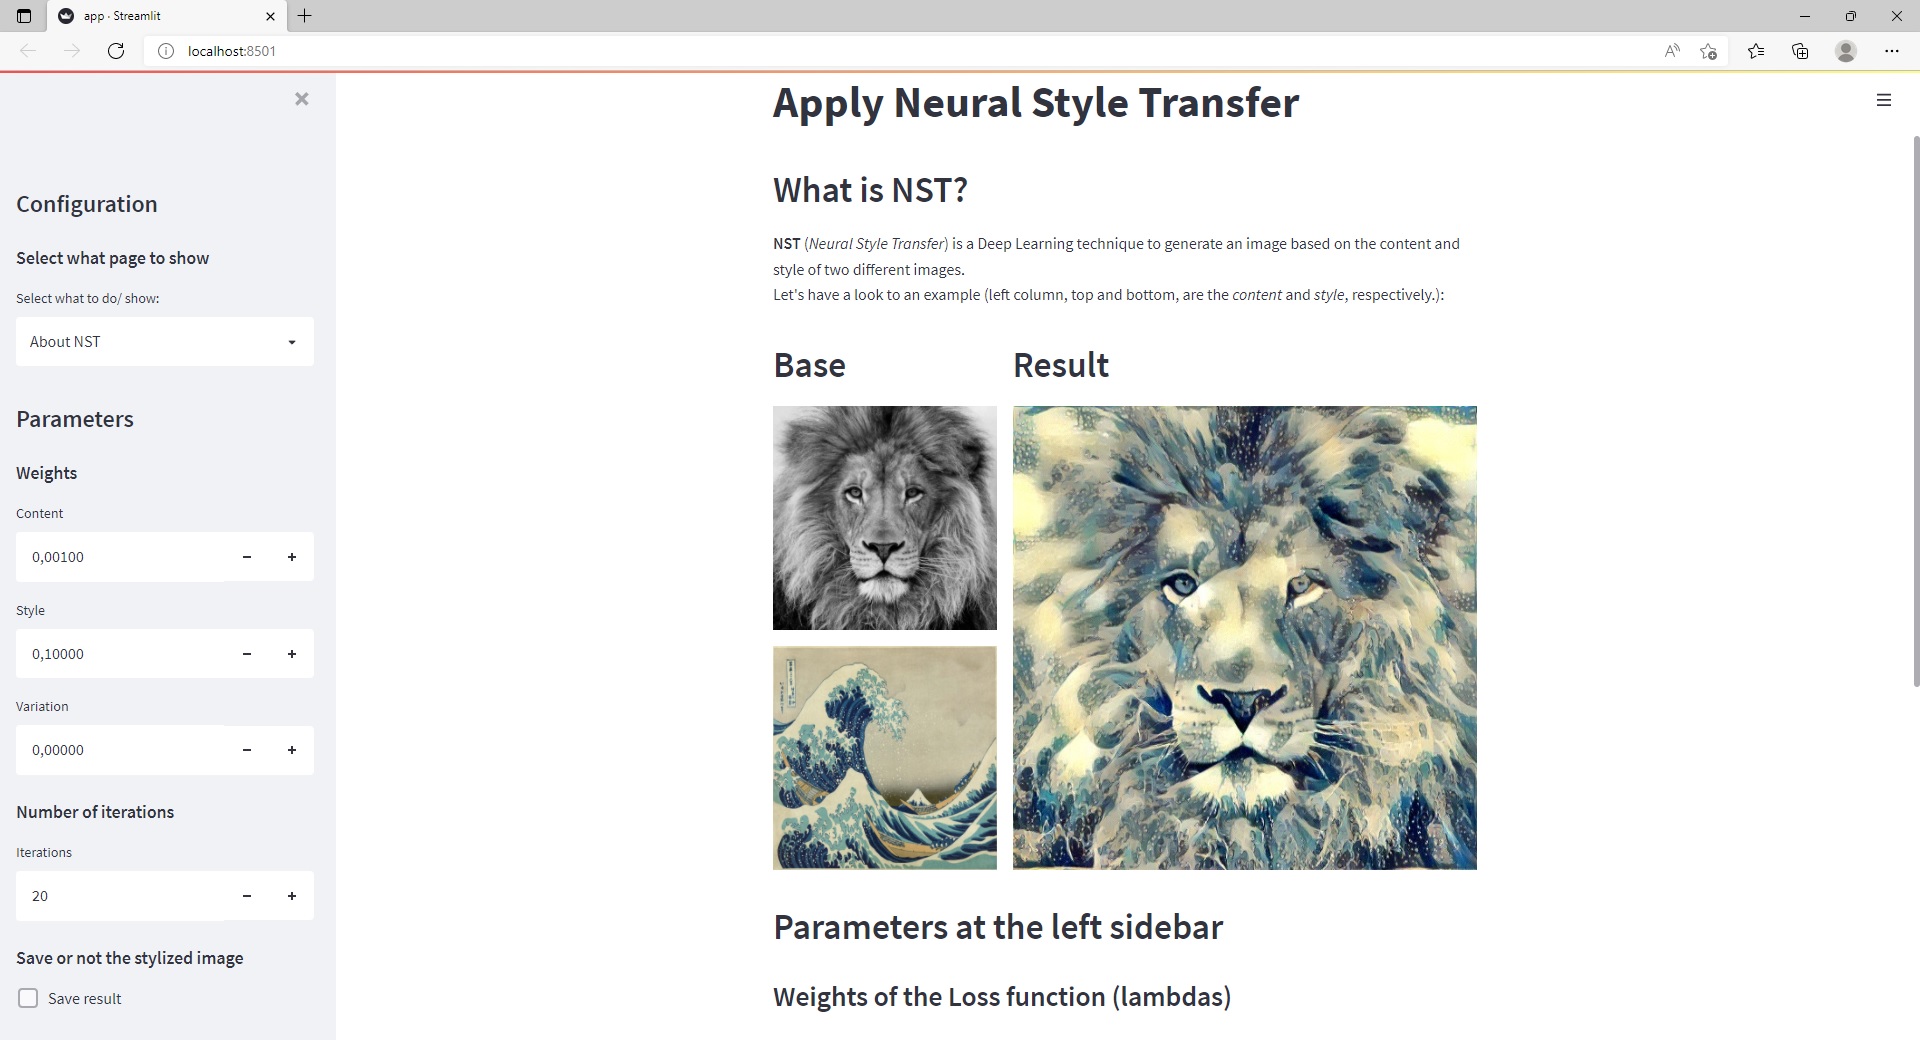 app · Streamlit
localhost:8501
Configuration
Select what page to show
Select what to do/ show:
About NST
Parameters
Weights
Content
0,00100
Style
0,10000
Variation
0,00000
Number of iterations
Iterations
20
Save or not the stylized image
Save result
Apply Neural Style Transfer
What is NST?
NST (Neural Style Transfer) is a Deep Learning technique to generate an image based on the content and
style of two different images.
Let's have a look to an example (left column, top and bottom, are the content and style, respectively.):
Base
Result
Parameters at the left sidebar
Weights of the Loss function (lambdas)